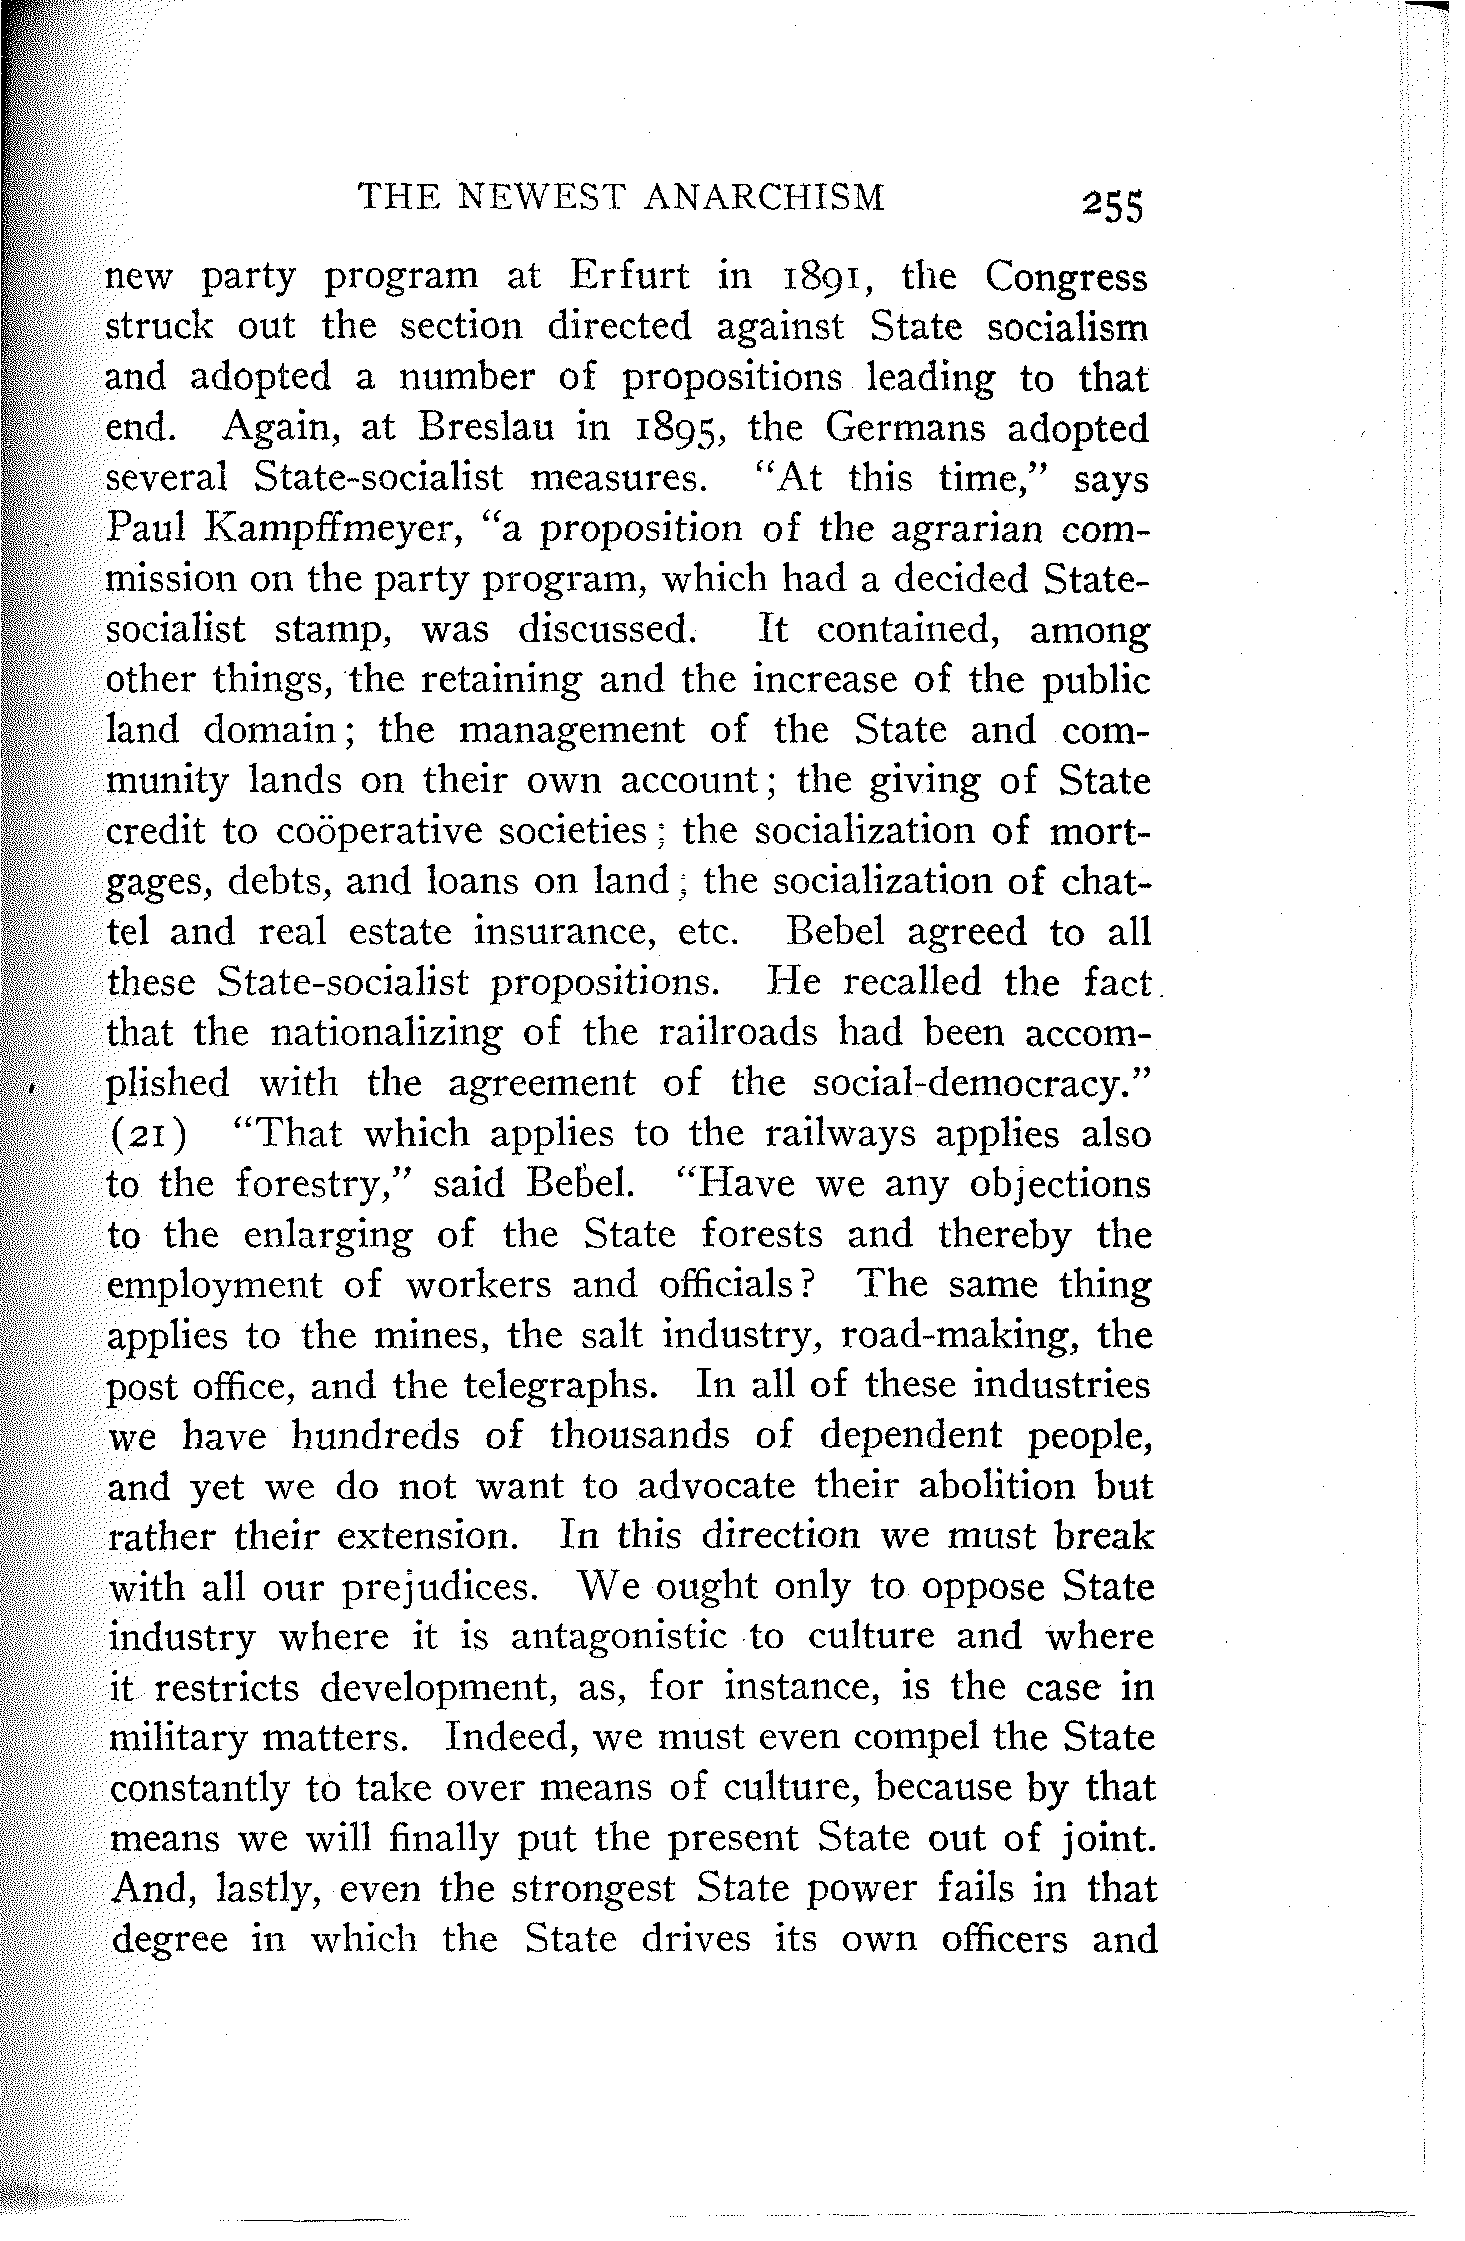 THE NEWEST ANARCHISM 255
new party program at Erfurt in 1891, the Congress
struck out the section directed against State socialism
and adopted a number of propositions leading to that
end. Again, at Breslau in 1895, the Germans adopted
several State-socialist measures. “At this time,” says
Paul Kampffmeyer, “a proposition of the agrarian com-
mission on the party program, which had a decided State-
socialist stamp, was discussed. It contained, among
other things, the retaining and the increase of the public
land domain; the management of the State and com-
munity lands on their own account; the giving of State
credit to coöperative societies; the socialization of mort-
gages, debts, and loans on land; the socialization of chat-
tel and real estate insurance, etc. Bebel agreed to all
these State-socialist propositions. He recalled the fact
that the nationalizing of the railroads had been accom-
plished with the agreement of the social-democracy.”
(21) “That which applies to the railways applies also
to the forestry,” said Bebel. “Have we any objections
to the enlarging of the State forests and thereby the
employment of workers and officials? The same thing
applies to the mines, the salt industry, road-making, the
post office, and the telegraphs. In all of these industries
we have hundreds of thousands of dependent people,
and yet we do not want to advocate their abolition but
rather their extension. In this direction we must break
with all our prejudices. We ought only to oppose State
industry where it is antagonistic to culture and where
it restricts development, as, for instance, is the case in
military matters. Indeed, we must even compel the State
constantly to take over means of culture, because by that
means we will finally put the present State out of joint.
And, lastly, even the strongest State power fails in that
degree in which the State drives its own officers and